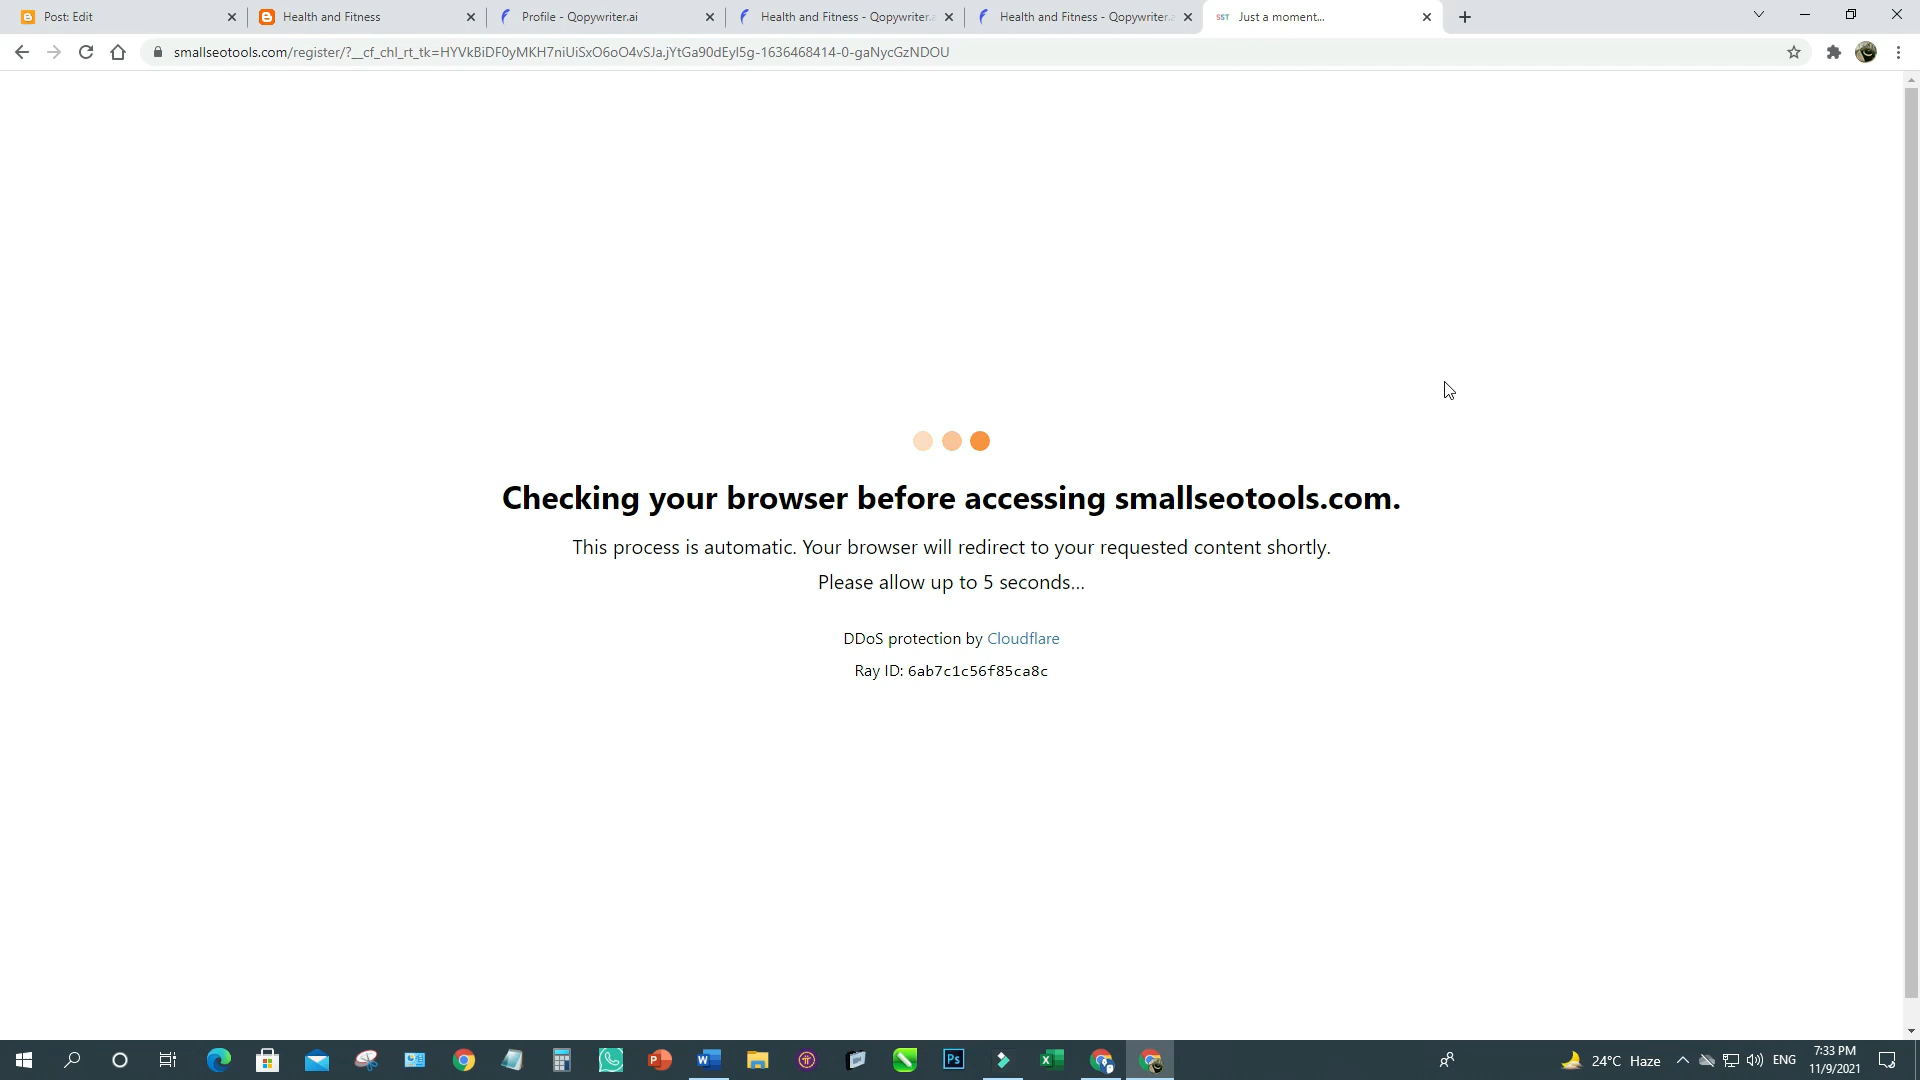 Post: Edit
Health and Fitness
Profile - Qopywriter.ai
Health and Fitness - Qopywriter.a
Health and Fitness - Qopywriter.a
SST Just a moment...
smallseotools.com/register/?__cf_chl_rt_tk=HYVkBiDF0yMKH7niUiSxO6oO4vSJa.jYtGa90dEyl5g-1636468414-0-gaNycGzNDOU
Checking your browser before accessing smallseotools.com.
This process is automatic. Your browser will redirect to your requested content shortly.
Please allow up to 5 seconds...
DDoS protection by Cloudflare
Ray ID: 6ab7c1c56f85ca8c
24°C Haze
ENG
7:33 PM
11/9/2021